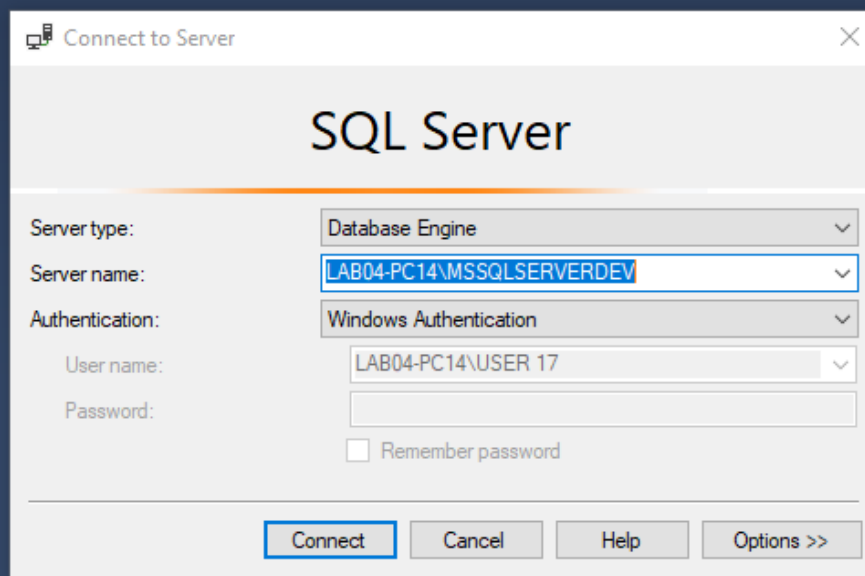 Connect to Server
SQL Server
Server type: Database Engine
Server name: LAB04-PC14\MSSQLSERVERDEV
Authentication: Windows Authentication
User name: LAB04-PC14\USER 17
Password:
Remember password
Connect Cancel Help Options >>